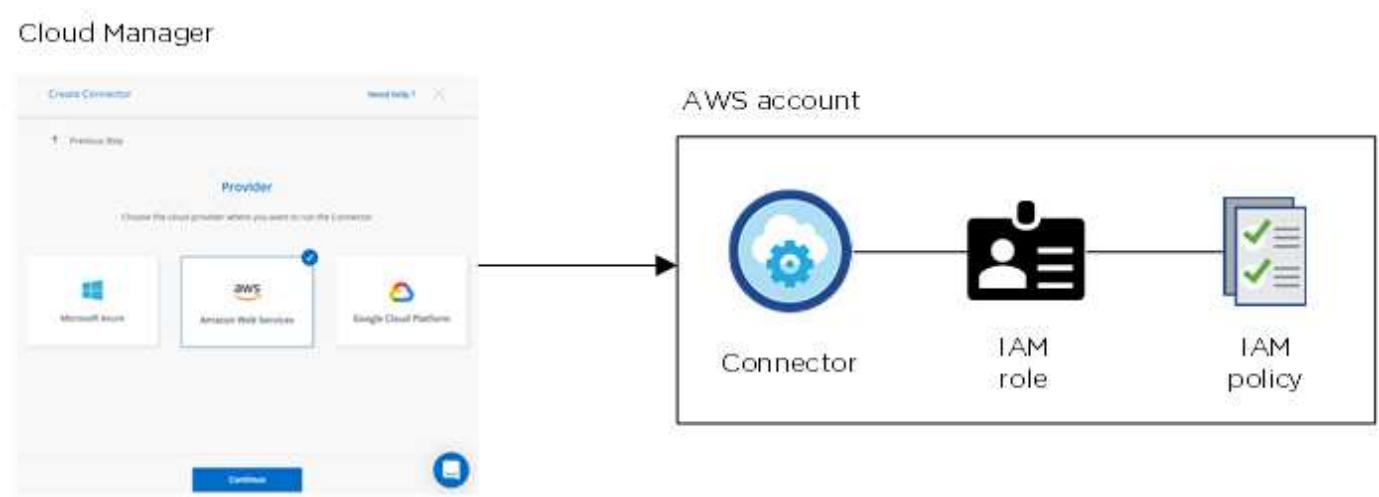 Cloud Manager
Create Connector
Need help ?
Previous Step
Provider
Choose the cloud provider where you want to run the Connector
Microsoft Azure
aws
Amazon Web Services
Google Cloud Platform
Continue
AWS account
Connector
IAM
role
IAM
policy